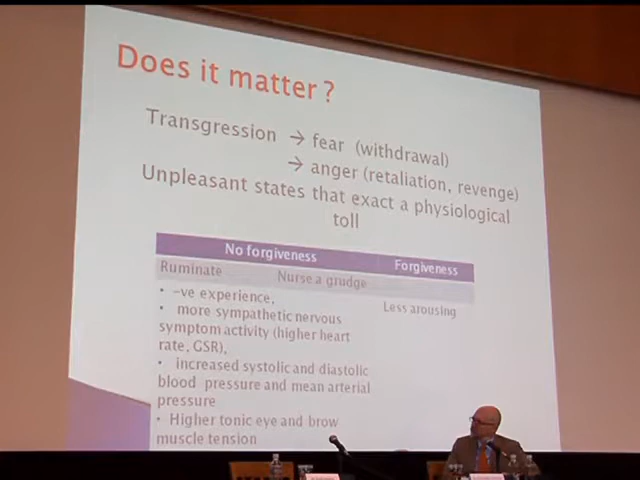 Does it matter ?
Transgression → fear (withdrawal)
→ anger (retaliation, revenge)
Unpleasant states that exact a physiological
toll
No forgiveness Forgiveness
Ruminate Nurse a grudge
• -ve experience,
• more sympathetic nervous
symptom activity (higher heart
rate, GSR),
• increased systolic and diastolic
blood pressure and mean arterial
pressure
• Higher tonic eye and brow
muscle tension
Less arousing